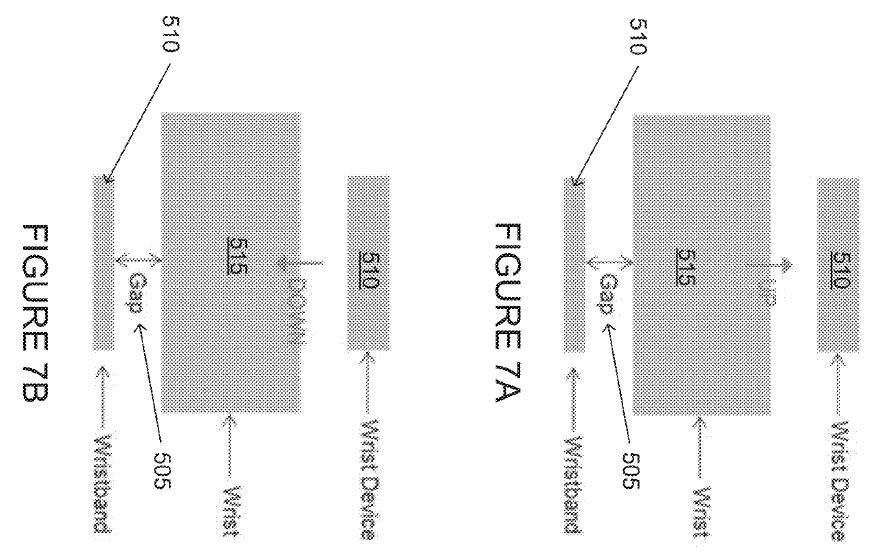 510
Wrist Device
UP
515
Wrist
Gap
505
510
Wristband
FIGURE 7A
510
Wrist Device
DOWN
515
Wrist
Gap
505
510
Wristband
FIGURE 7B